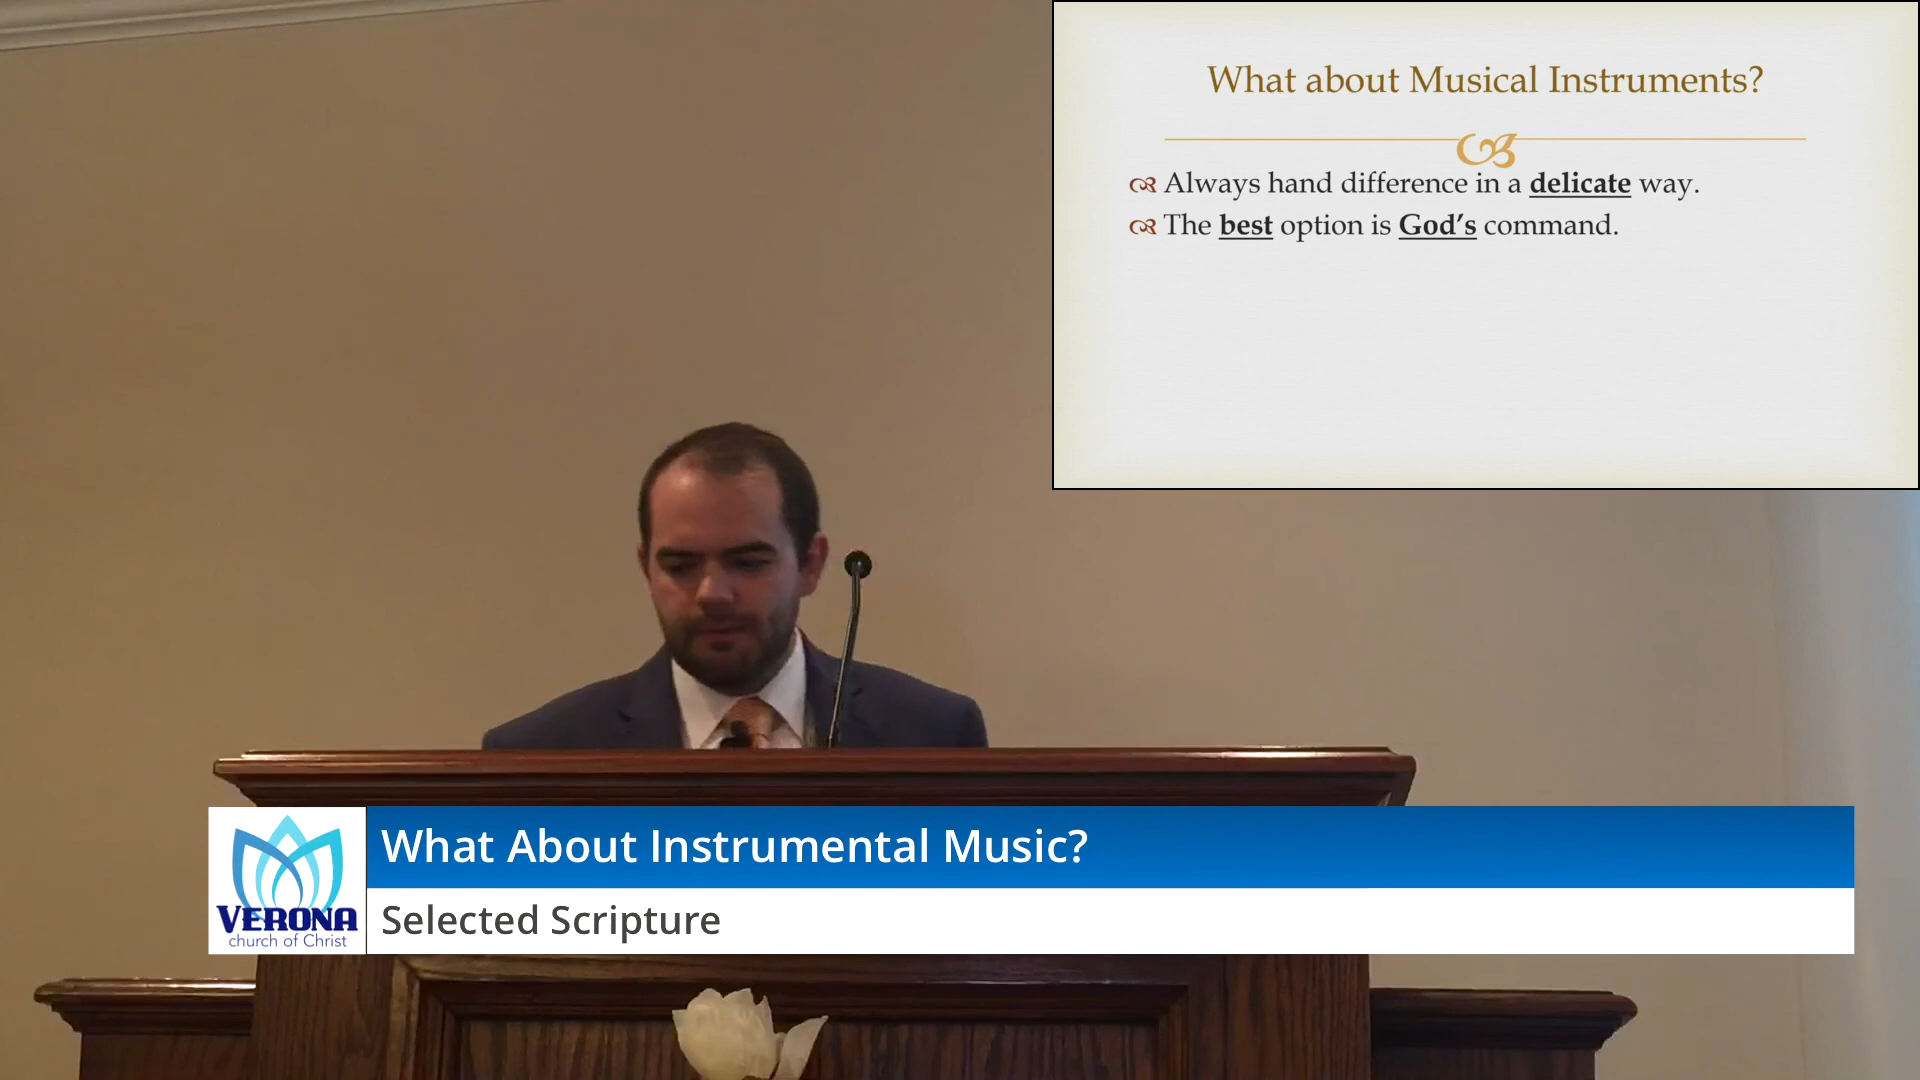 What about Musical Instruments?
Always hand difference in a delicate way.
The best option is God's command.
What About Instrumental Music?
Selected Scripture
VERONA
church of Christ